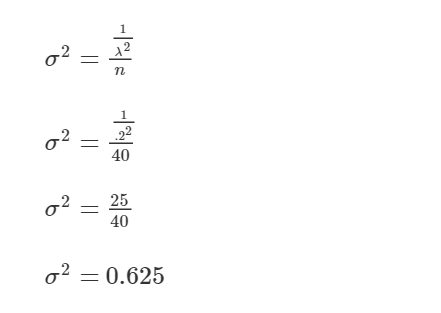 σ² = (1/λ²)/n
σ² = (1/.2²)/40
σ² = 25/40
σ² = 0.625